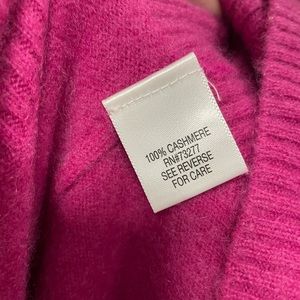 100% CASHMERE
RN#73277
SEE REVERSE
FOR CARE